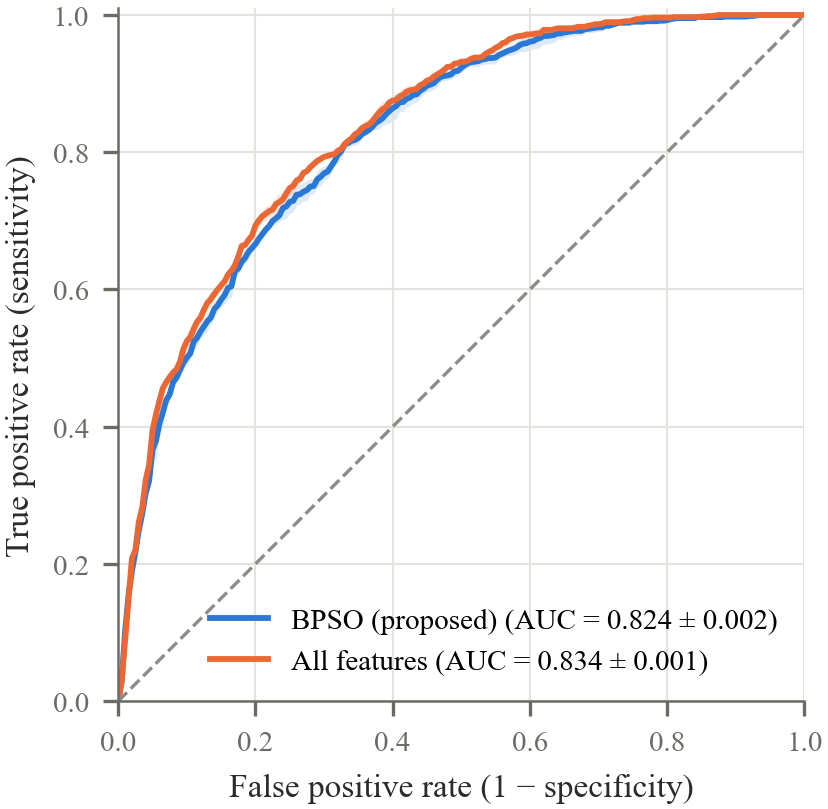 1.0
0.8
0.6
0.4
0.2
0.0
True positive rate (sensitivity)
BPSO (proposed) (AUC = 0.824 ± 0.002)
All features (AUC = 0.834 ± 0.001)
0.0 0.2 0.4 0.6 0.8 1.0
False positive rate (1 − specificity)